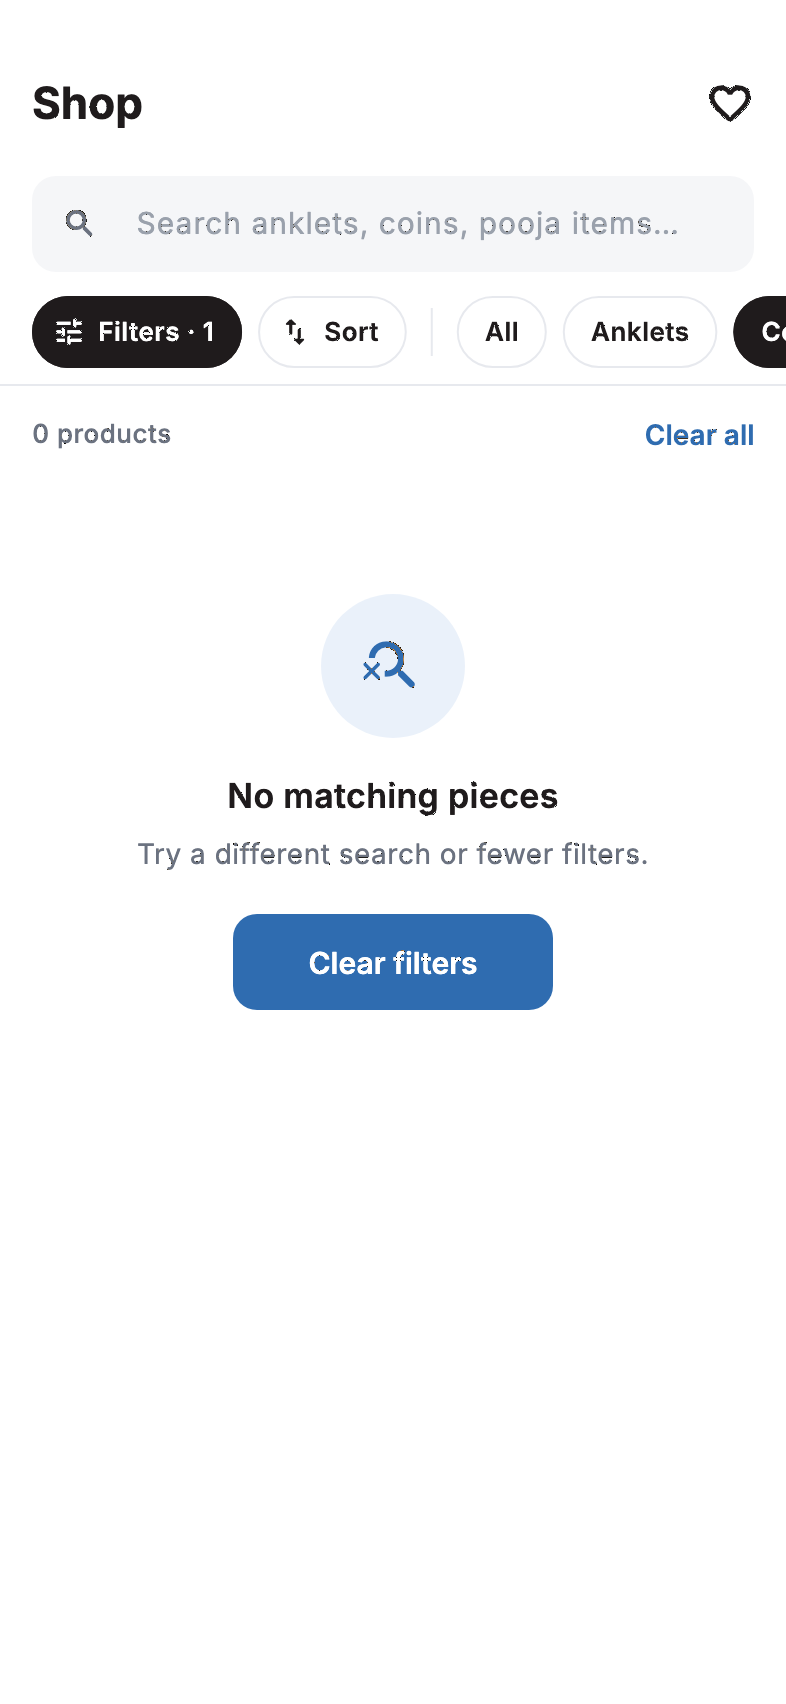 Shop
Search anklets, coins, pooja items...
Filters · 1
Sort
All
Anklets
0 products
Clear all
No matching pieces
Try a different search or fewer filters.
Clear filters